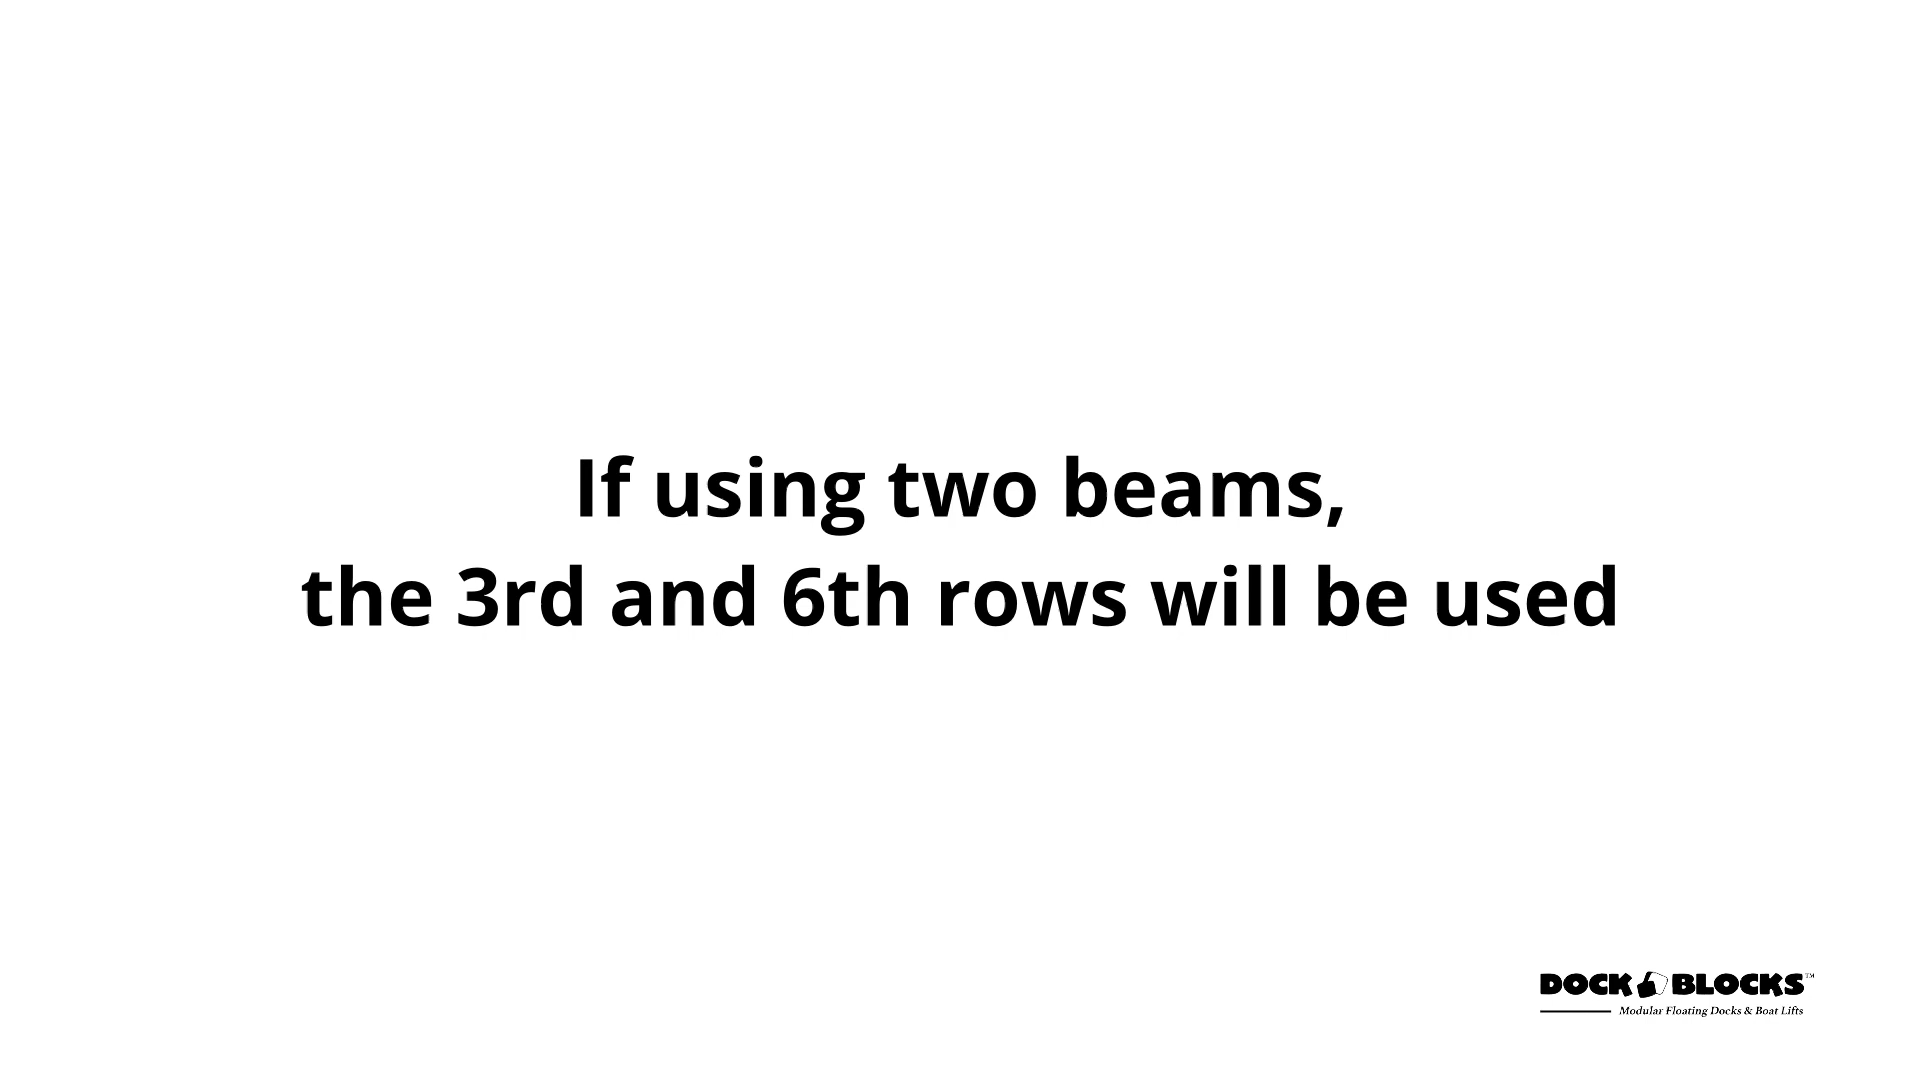 If using two beams,
the 3rd and 6th rows will be used
DOCK BLOCKS™
Modular Floating Docks & Boat Lifts